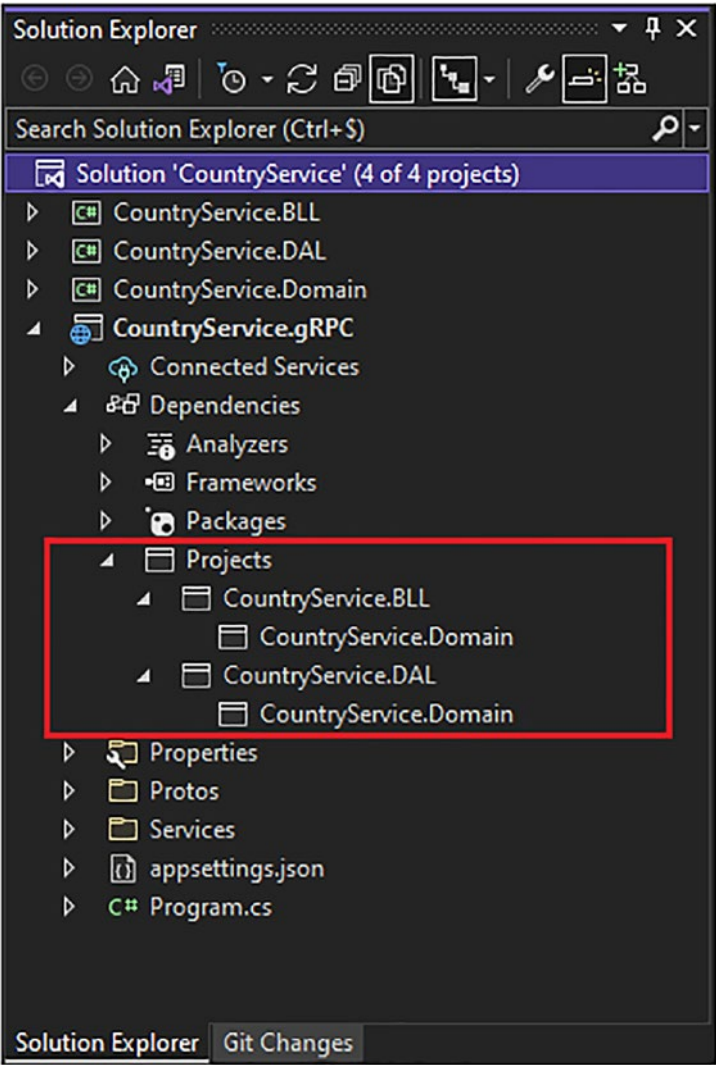 Solution Explorer
Search Solution Explorer (Ctrl+$)
Solution 'CountryService' (4 of 4 projects)
C# CountryService.BLL
C# CountryService.DAL
C# CountryService.Domain
CountryService.gRPC
Connected Services
Dependencies
Analyzers
Frameworks
Packages
Projects
CountryService.BLL
CountryService.Domain
CountryService.DAL
CountryService.Domain
Properties
Protos
Services
appsettings.json
C# Program.cs
Solution Explorer Git Changes